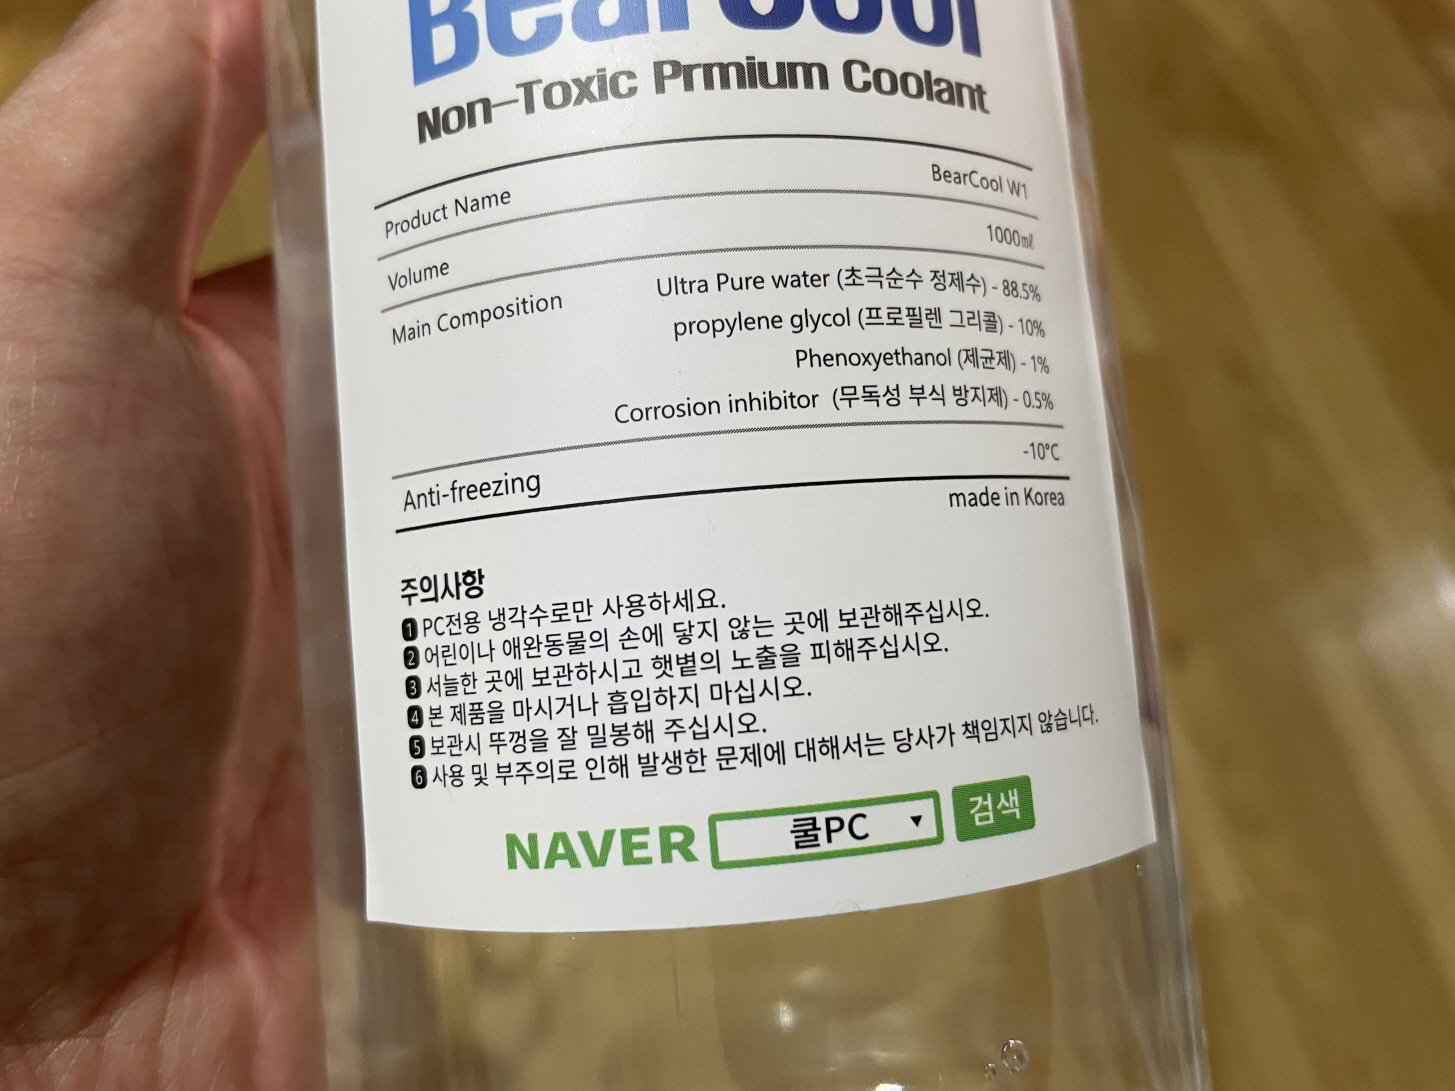 BearCool
Non-Toxic Prmium Coolant
Product Name BearCool W1
Volume 1000㎖
Main Composition Ultra Pure water (초극순수 정제수) - 88.5%
propylene glycol (프로필렌 그리콜) - 10%
Phenoxyethanol (제균제) - 1%
Corrosion inhibitor (무독성 부식 방지제) - 0.5%
Anti-freezing -10℃
made in Korea
주의사항
1 PC전용 냉각수로만 사용하세요.
2 어린이나 애완동물의 손에 닿지 않는 곳에 보관해주십시오.
3 서늘한 곳에 보관하시고 햇볕의 노출을 피해주십시오.
4 본 제품을 마시거나 흡입하지 마십시오.
5 보관시 뚜껑을 잘 밀봉해 주십시오.
6 사용 및 부주의로 인해 발생한 문제에 대해서는 당사가 책임지지 않습니다.
NAVER 쿨PC ▼ 검색